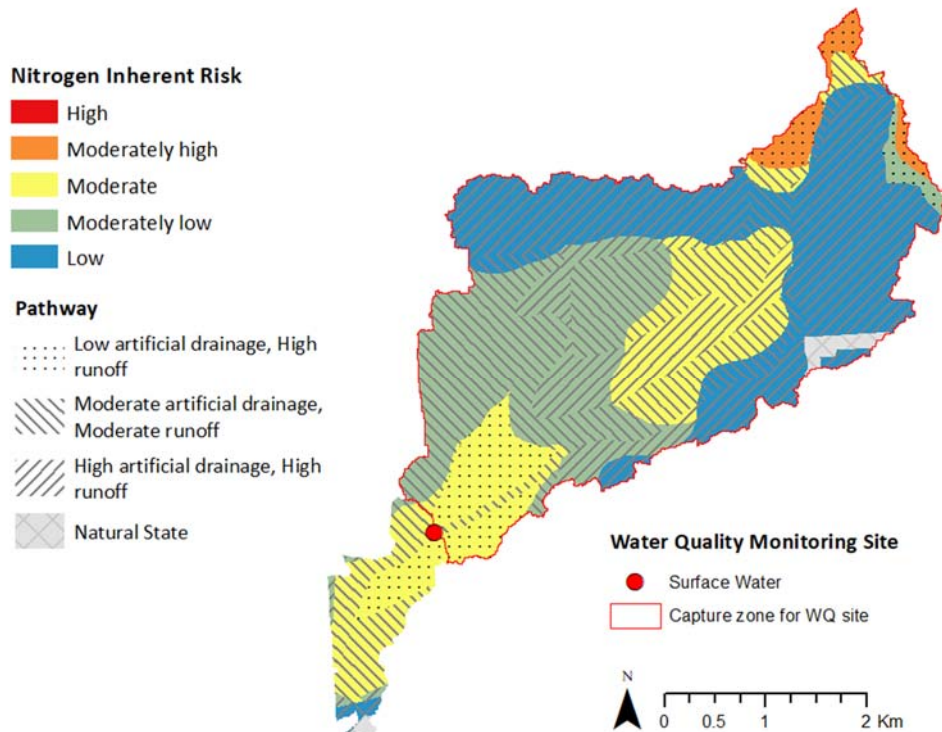 Nitrogen Inherent Risk
High
Moderately high
Moderate
Moderately low
Low
Pathway
Low artificial drainage, High
runoff
Moderate artificial drainage,
Moderate runoff
High artificial drainage, High
runoff
Natural State
Water Quality Monitoring Site
Surface Water
Capture zone for WQ site
N
0 0.5 1 2 Km